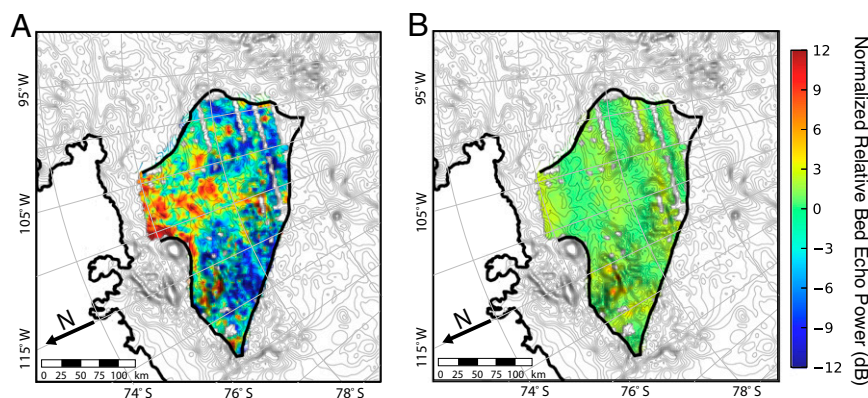 A
95°W
105°W
115°W
N
0 25 50 75 100 km
74°S 76°S 78°S
B
95°W
105°W
115°W
N
0 25 50 75 100 km
74°S 76°S 78°S
12
9
6
3
0
−3
−6
−9
−12
Normalized Relative Bed Echo Power (dB)